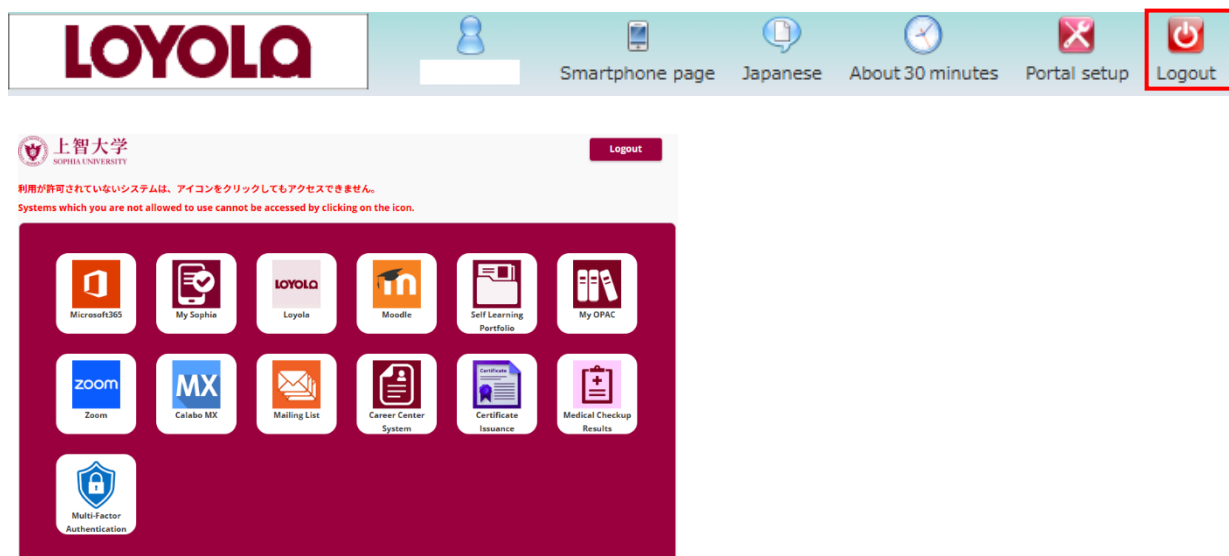 LOYOLA
Smartphone page
Japanese
About 30 minutes
Portal setup
Logout
上智大学
SOPHIA UNIVERSITY
Logout
利用が許可されていないシステムは、アイコンをクリックしてもアクセスできません。
Systems which you are not allowed to use cannot be accessed by clicking on the icon.
Microsoft365
My Sophia
LOYOLA
Loyola
Moodle
Self Learning
Portfolio
My OPAC
zoom
Zoom
MX
Calabo MX
Mailing List
Career Center
System
Certificate
Certificate
Issuance
Medical Checkup
Results
Multi-Factor
Authentication